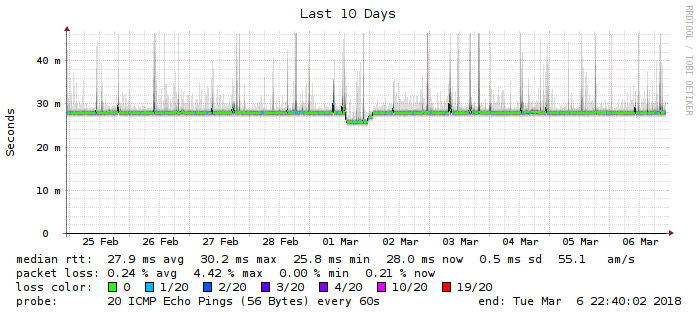 Last 10 Days
RRDTOOL / TOBI OETIKER
Seconds
40 m
30 m
20 m
10 m
0
25 Feb 26 Feb 27 Feb 28 Feb 01 Mar 02 Mar 03 Mar 04 Mar 05 Mar 06 Mar
median rtt: 27.9 ms avg 30.2 ms max 25.8 ms min 28.0 ms now 0.5 ms sd 55.1 am/s
packet loss: 0.24 % avg 4.42 % max 0.00 % min 0.21 % now
loss color: 0 1/20 2/20 3/20 4/20 10/20 19/20
probe: 20 ICMP Echo Pings (56 Bytes) every 60s end: Tue Mar 6 22:40:02 2018